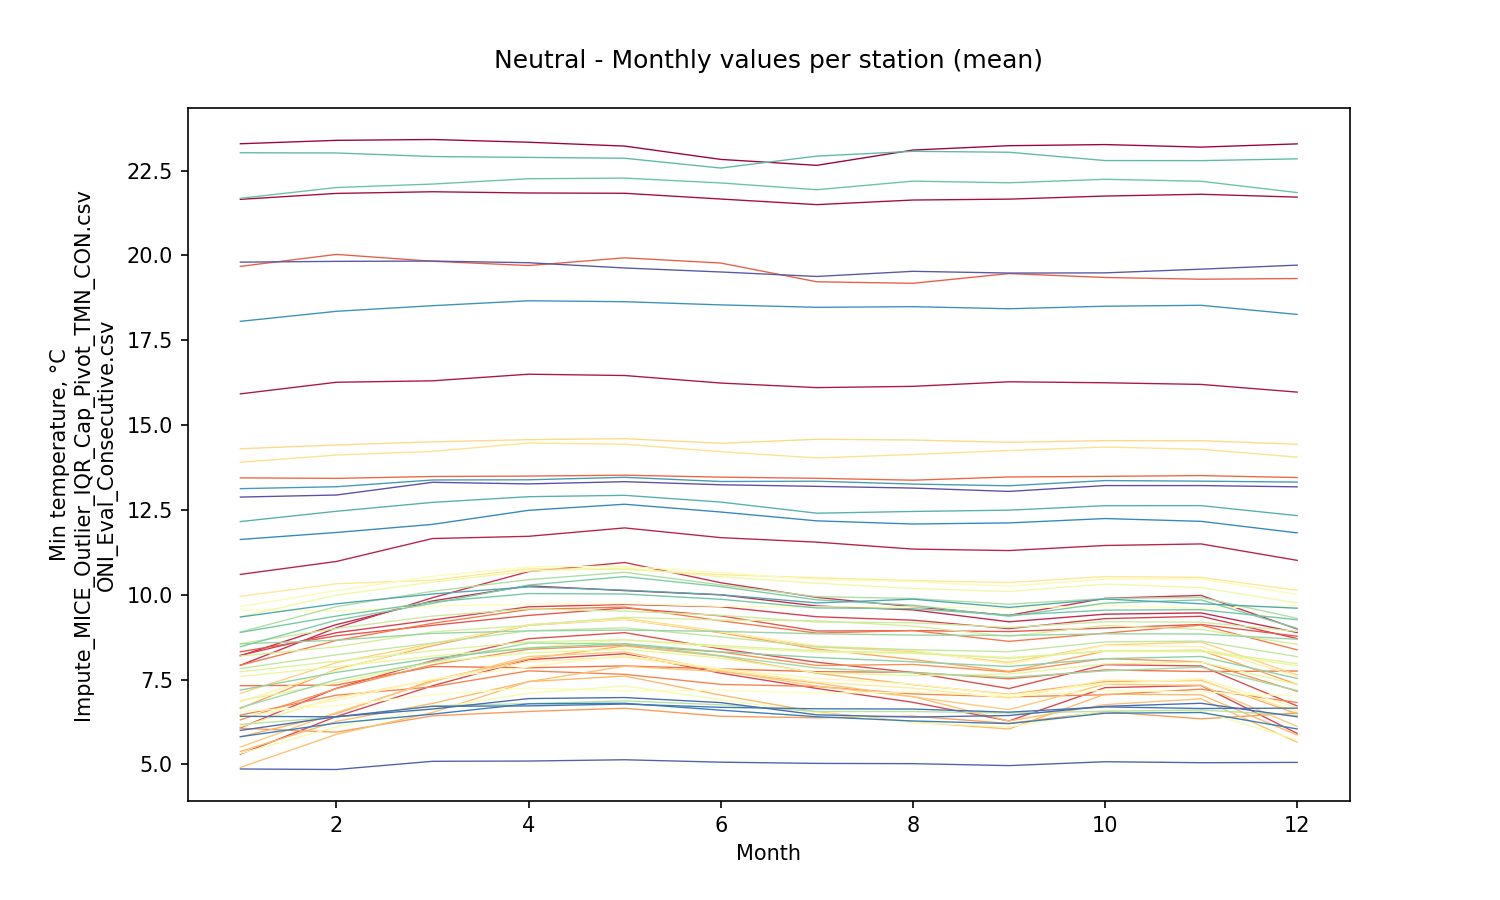 Neutral - Monthly values per station (mean)
Min temperature, °C
Impute_MICE_Outlier_IQR_Cap_Pivot_TMN_CON.csv
ONI_Eval_Consecutive.csv
22.5
20.0
17.5
15.0
12.5
10.0
7.5
5.0
2
4
6
8
10
12
Month